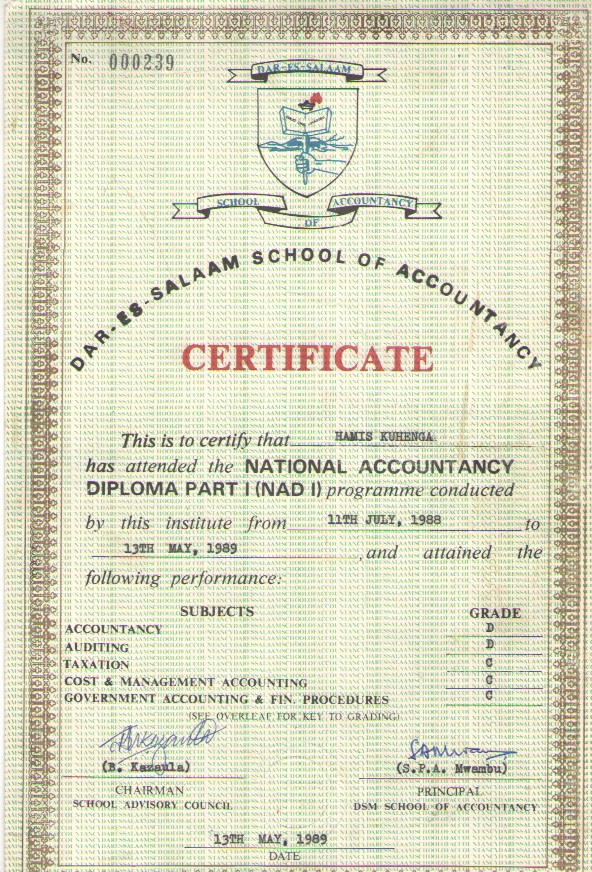 No. 000239
DAR-ES-SALAAM
SCHOOL OF ACCOUNTANCY
DAR-ES-SALAAM SCHOOL OF ACCOUNTANCY
CERTIFICATE
This is to certify that HAMIS KUHENGA
has attended the NATIONAL ACCOUNTANCY
DIPLOMA PART I (NAD I) programme conducted
by this institute from 11TH JULY, 1988 to
13TH MAY, 1989 , and attained the
following performance:
SUBJECTS GRADE
ACCOUNTANCY D
AUDITING D
TAXATION C
COST & MANAGEMENT ACCOUNTING C
GOVERNMENT ACCOUNTING & FIN. PROCEDURES C
(SEE OVERLEAF FOR KEY TO GRADING)
(B. Kazaula) (S.P.A. Mwambu)
CHAIRMAN PRINCIPAL
SCHOOL ADVISORY COUNCIL DSM SCHOOL OF ACCOUNTANCY
13TH MAY, 1989
DATE